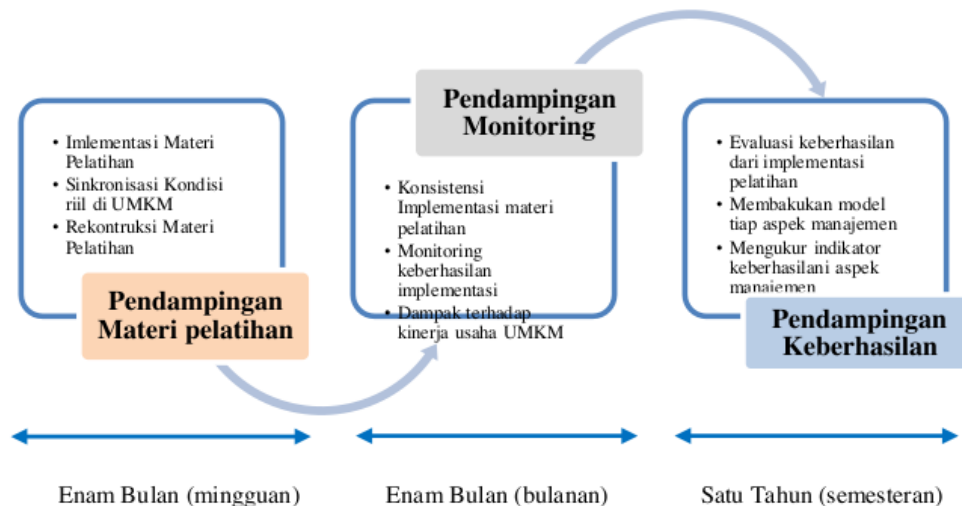 • Imlementasi Materi
Pelatihan
• Sinkronisasi Kondisi
riil di UMKM
• Rekontruksi Materi
Pelatihan
Pendampingan
Materi pelatihan
Pendampingan
Monitoring
• Konsistensi
Implementasi materi
pelatihan
• Monitoring
keberhasilan
implementasi
• Dampak terhadap
kinerja usaha UMKM
• Evaluasi keberhasilan
dari implementasi
pelatihan
• Membakukan model
tiap aspek manajemen
• Mengukur indikator
keberhasilani aspek
manajemen
Pendampingan
Keberhasilan
Enam Bulan (mingguan)
Enam Bulan (bulanan)
Satu Tahun (semesteran)